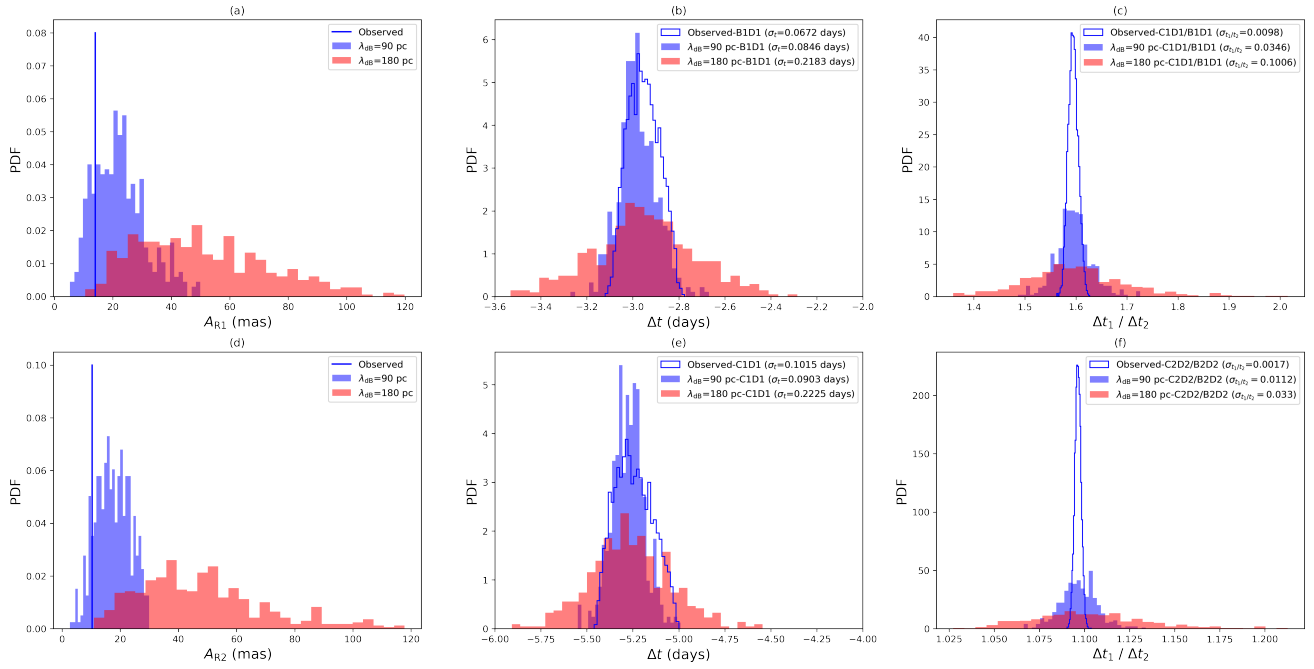 (a)
Observed
λdB=90 pc
λdB=180 pc
PDF
0.00
0.01
0.02
0.03
0.04
0.05
0.06
0.07
0.08
0 20 40 60 80 100 120
AR1 (mas)
(b)
Observed-B1D1 (σt=0.0672 days)
λdB=90 pc-B1D1 (σt=0.0846 days)
λdB=180 pc-B1D1 (σt=0.2183 days)
PDF
0
1
2
3
4
5
6
−3.6 −3.4 −3.2 −3.0 −2.8 −2.6 −2.4 −2.2 −2.0
Δt (days)
(c)
Observed-C1D1/B1D1 (σt1/t2=0.0098)
λdB=90 pc-C1D1/B1D1 (σt1/t2 = 0.0346)
λdB=180 pc-C1D1/B1D1 (σt1/t2 = 0.1006)
PDF
0
5
10
15
20
25
30
35
40
1.4 1.5 1.6 1.7 1.8 1.9 2.0
Δt1 / Δt2
(d)
Observed
λdB=90 pc
λdB=180 pc
PDF
0.00
0.02
0.04
0.06
0.08
0.10
0 20 40 60 80 100 120
AR2 (mas)
(e)
Observed-C1D1 (σt=0.1015 days)
λdB=90 pc-C1D1 (σt=0.0903 days)
λdB=180 pc-C1D1 (σt=0.2225 days)
PDF
0
1
2
3
4
5
−6.00 −5.75 −5.50 −5.25 −5.00 −4.75 −4.50 −4.25 −4.00
Δt (days)
(f)
Observed-C2D2/B2D2 (σt1/t2=0.0017)
λdB=90 pc-C2D2/B2D2 (σt1/t2 = 0.0112)
λdB=180 pc-C2D2/B2D2 (σt1/t2 = 0.033)
PDF
0
50
100
150
200
1.025 1.050 1.075 1.100 1.125 1.150 1.175 1.200
Δt1 / Δt2